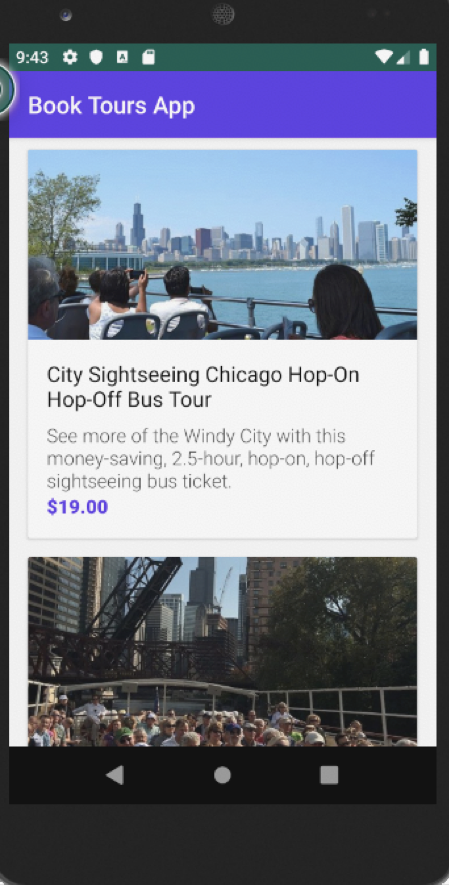 9:43
Book Tours App
City Sightseeing Chicago Hop-On
Hop-Off Bus Tour
See more of the Windy City with this
money-saving, 2.5-hour, hop-on, hop-off
sightseeing bus ticket.
$19.00